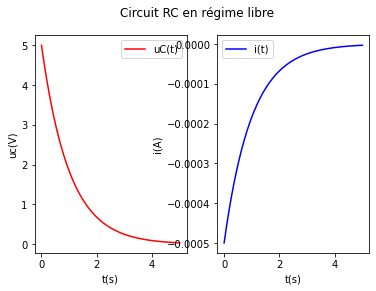 Circuit RC en régime libre
uC(t)
5
4
3
2
1
0
uc(V)
0
2
4
t(s)
i(t)
0.0000
−0.0001
−0.0002
−0.0003
−0.0004
−0.0005
i(A)
0
2
4
t(s)